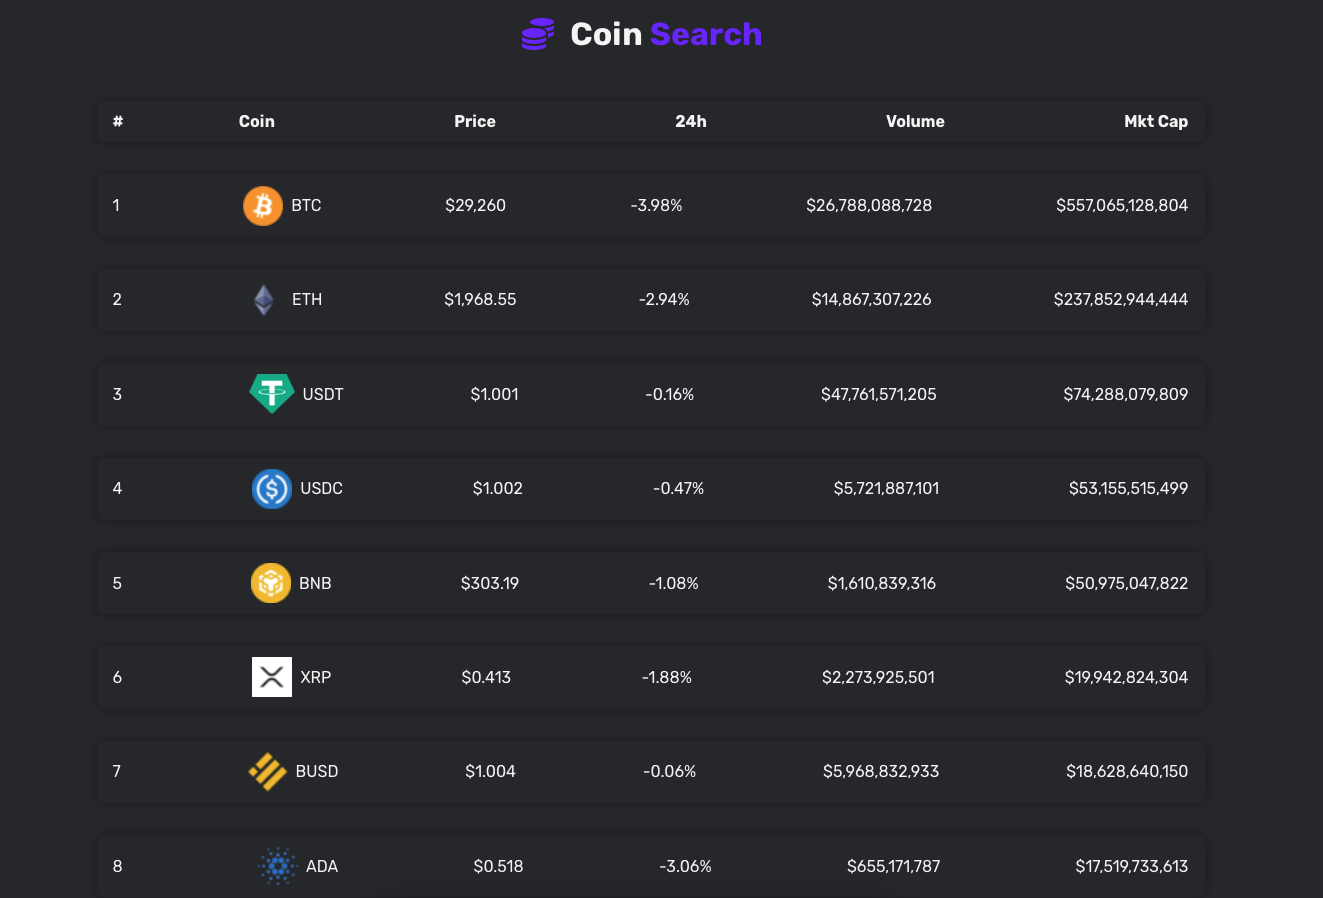 Coin Search
# Coin Price 24h Volume Mkt Cap
1 BTC $29,260 -3.98% $26,788,088,728 $557,065,128,804
2 ETH $1,968.55 -2.94% $14,867,307,226 $237,852,944,444
3 USDT $1.001 -0.16% $47,761,571,205 $74,288,079,809
4 USDC $1.002 -0.47% $5,721,887,101 $53,155,515,499
5 BNB $303.19 -1.08% $1,610,839,316 $50,975,047,822
6 XRP $0.413 -1.88% $2,273,925,501 $19,942,824,304
7 BUSD $1.004 -0.06% $5,968,832,933 $18,628,640,150
8 ADA $0.518 -3.06% $655,171,787 $17,519,733,613